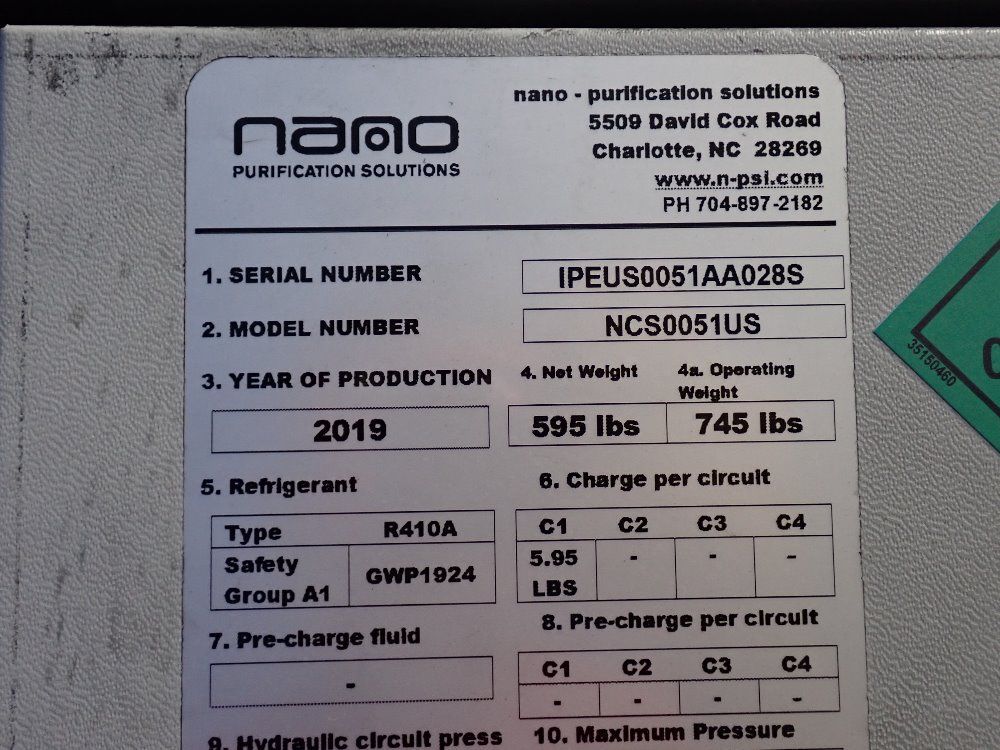 nano
PURIFICATION SOLUTIONS
nano - purification solutions
5509 David Cox Road
Charlotte, NC 28269
www.n-psi.com
PH 704-897-2182
1. SERIAL NUMBER IPEUS0051AA028S
2. MODEL NUMBER NCS0051US
3. YEAR OF PRODUCTION
4. Net Weight
4a. Operating
Weight
2019
595 lbs
745 lbs
5. Refrigerant
Type R410A
Safety
Group A1
GWP1924
6. Charge per circuit
C1 C2 C3 C4
5.95 - - -
LBS
7. Pre-charge fluid
-
8. Pre-charge per circuit
C1 C2 C3 C4
- - - -
9. Hydraulic circuit press
10. Maximum Pressure
35150460